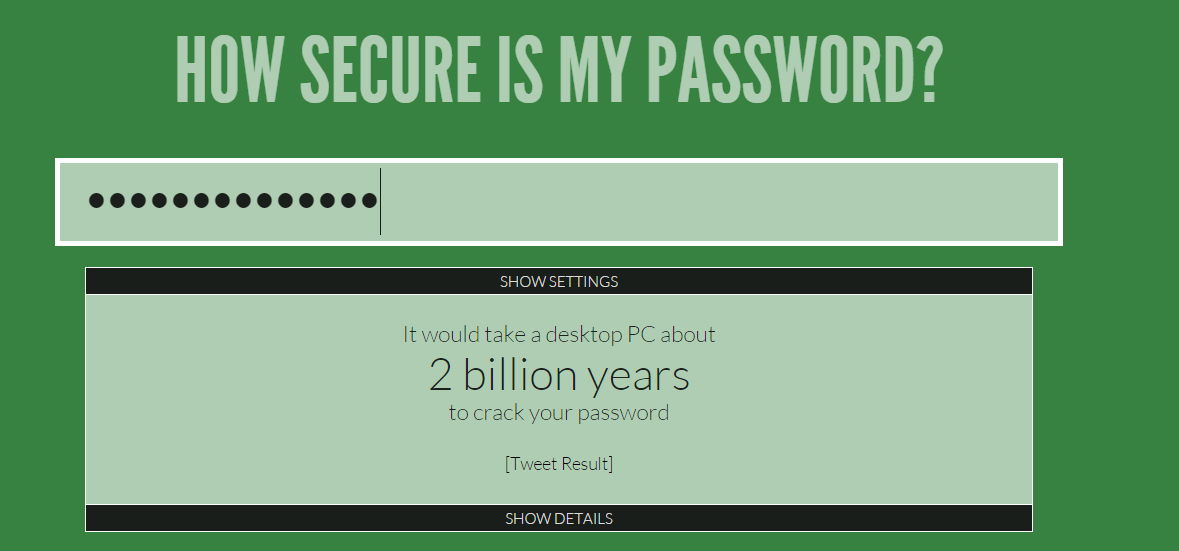 HOW SECURE IS MY PASSWORD?
●●●●●●●●●●●●●●
SHOW SETTINGS
It would take a desktop PC about
2 billion years
to crack your password
[Tweet Result]
SHOW DETAILS